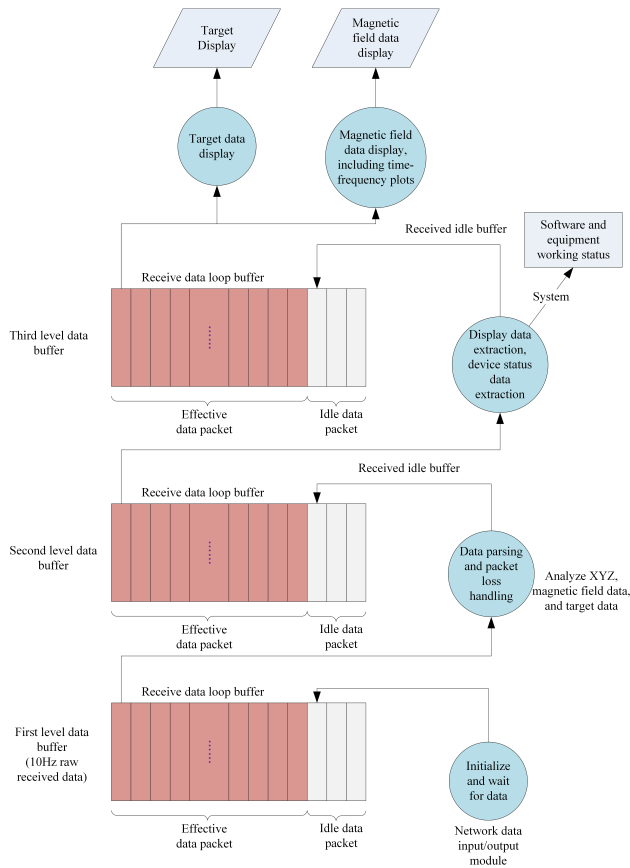 Target
Display
Magnetic
field data
display
Target data
display
Magnetic field
data display,
including time-
frequency plots
Received idle buffer
Software and
equipment
working status
System
Receive data loop buffer
Third level data
buffer
Display data
extraction,
device status
data
extraction
Effective
data packet
Idle data
packet
Received idle buffer
Receive data loop buffer
Second level data
buffer
Data parsing
and packet
loss
handling
Analyze XYZ,
magnetic field data,
and target data
Effective
data packet
Idle data
packet
Receive data loop buffer
First level data
buffer
(10Hz raw
received data)
Initialize
and wait
for data
Effective
data packet
Idle data
packet
Network data
input/output
module